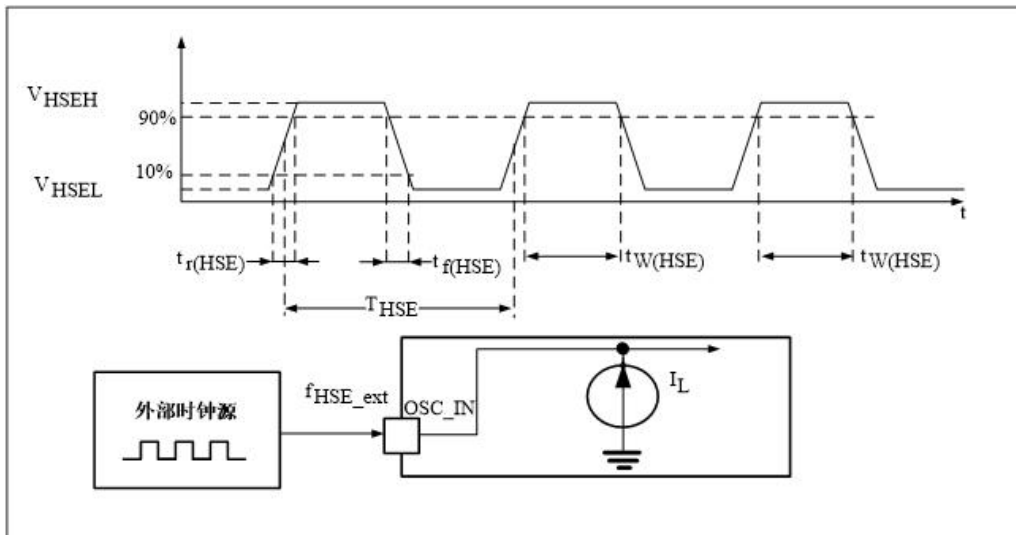 V_HSEH
90%
10%
V_HSEL
t
t_r(HSE)
t_f(HSE)
t_W(HSE)
t_W(HSE)
T_HSE
外部时钟源
f_HSE_ext
OSC_IN
I_L